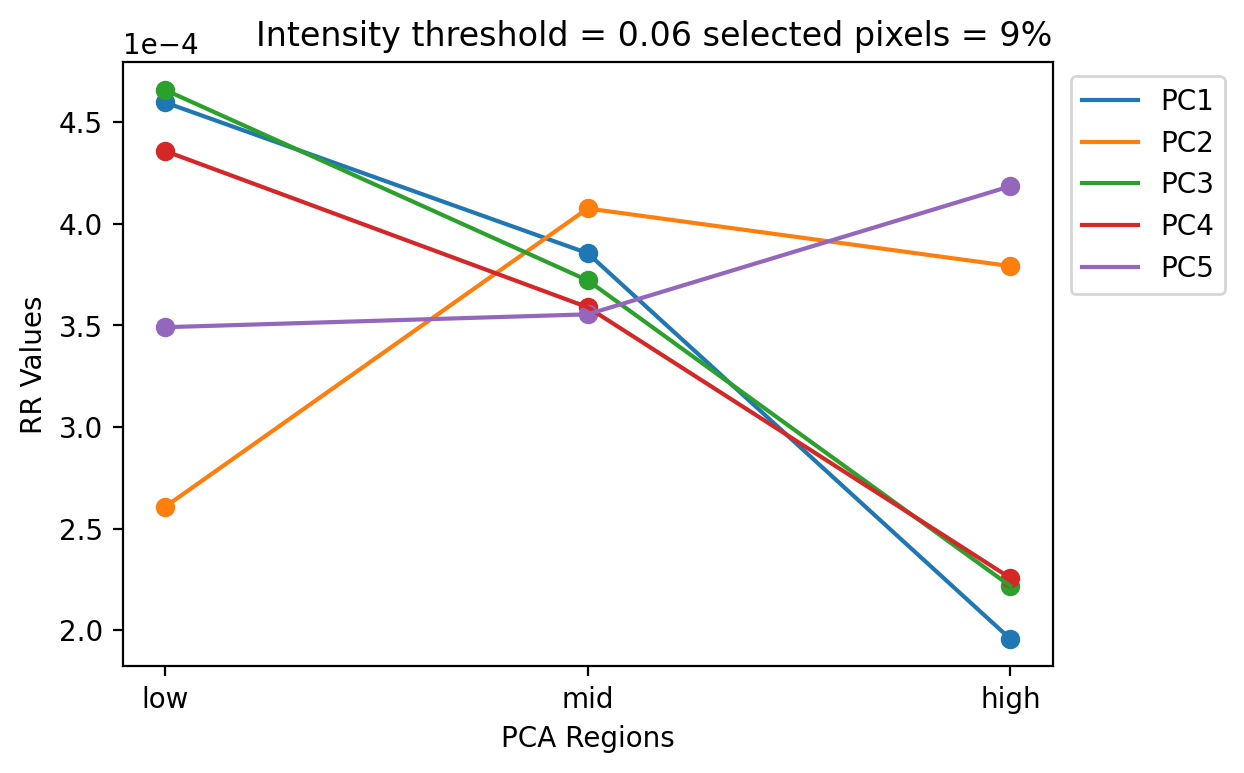 Intensity threshold = 0.06 selected pixels = 9%
1e−4
4.5
4.0
3.5
3.0
2.5
2.0
RR Values
low
mid
high
PCA Regions
PC1
PC2
PC3
PC4
PC5